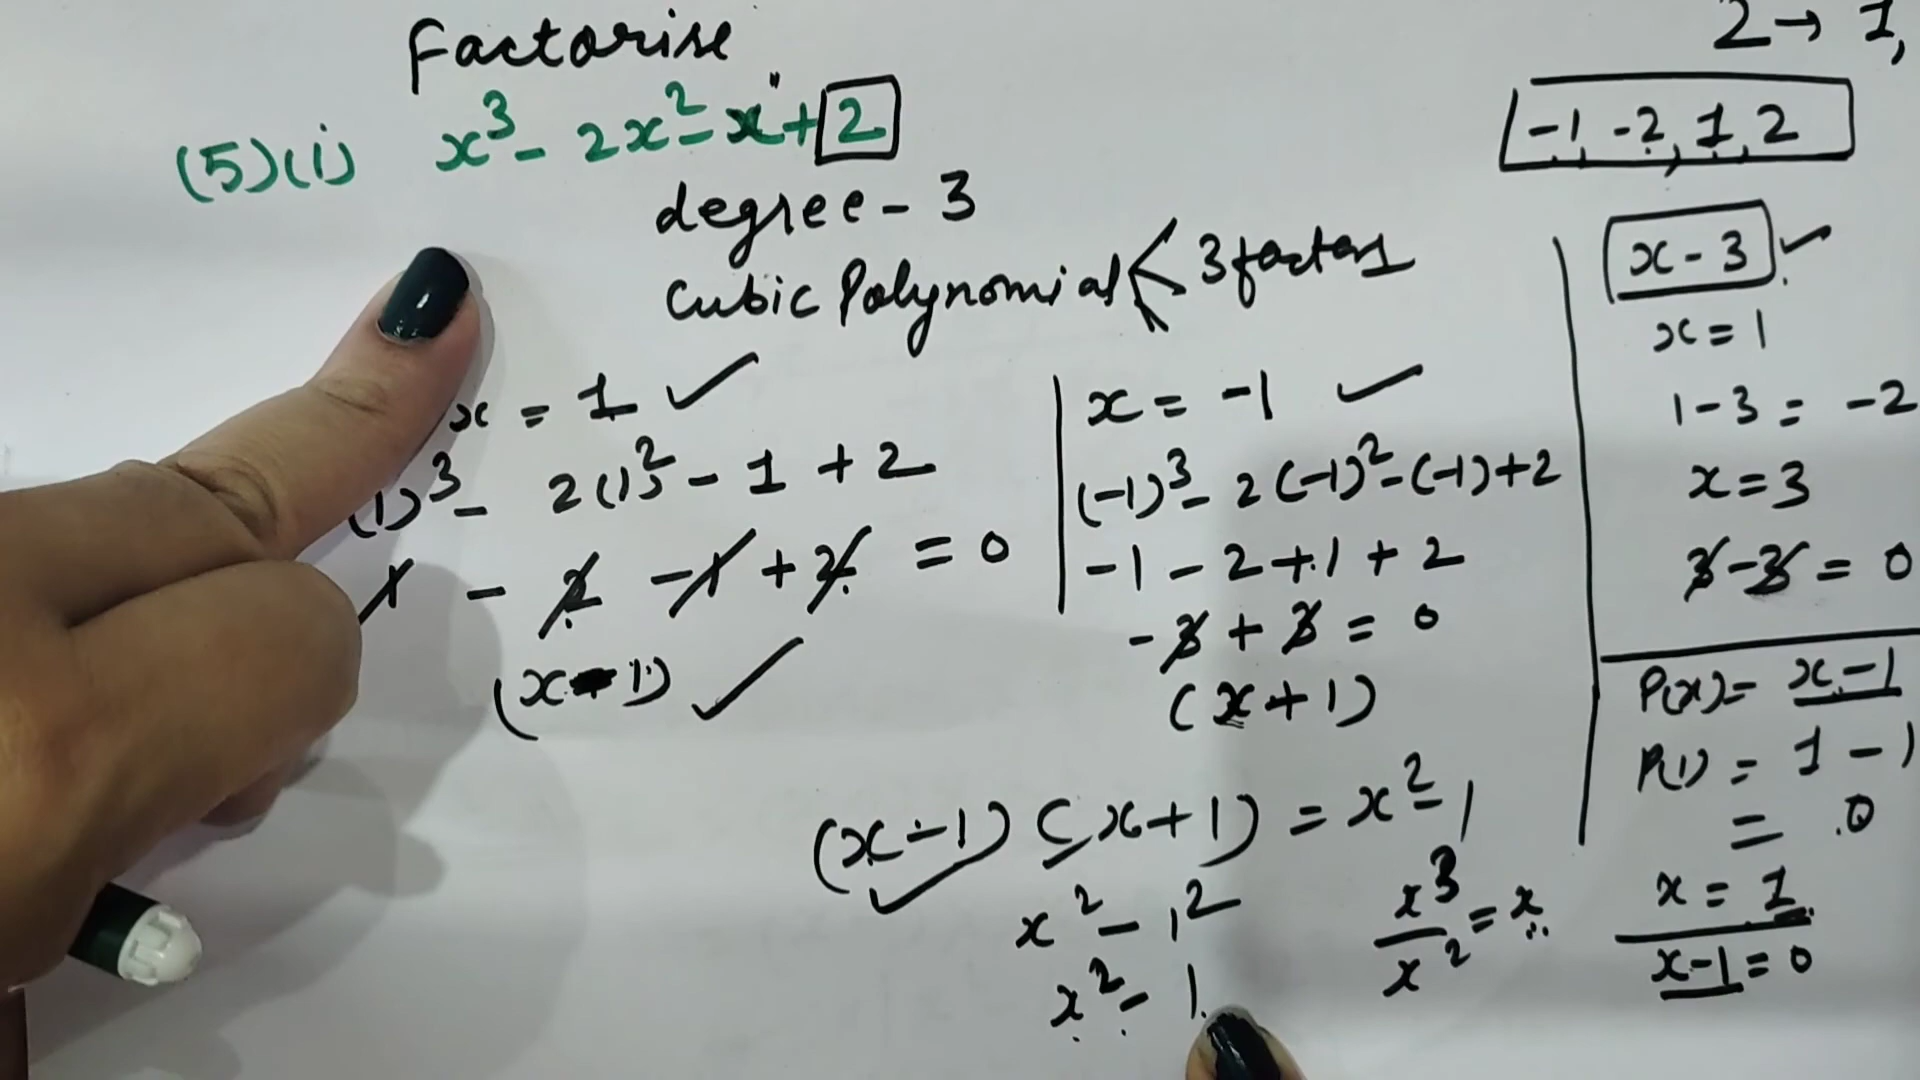 Factorise
(5)(i) x³ - 2x² - x + 2
degree - 3
Cubic Polynomial < 3 factors
x = 1 ✓
(1)³ - 2(1)² - 1 + 2
1 - 2 - 1 + 2 = 0
(x - 1) ✓
x = -1 ✓
(-1)³ - 2(-1)² - (-1) + 2
-1 - 2 + 1 + 2
-3 + 3 = 0
(x + 1)
(x - 1) (x + 1) = x² - 1
x² - 1²
x² - 1
x³/x² = x
2 → 1,
-1, -2, 1, 2
x - 3 ✓
x = 1
1 - 3 = -2
x = 3
3 - 3 = 0
P(x) = x - 1
P(1) = 1 - 1
= 0
x = 1
x - 1 = 0